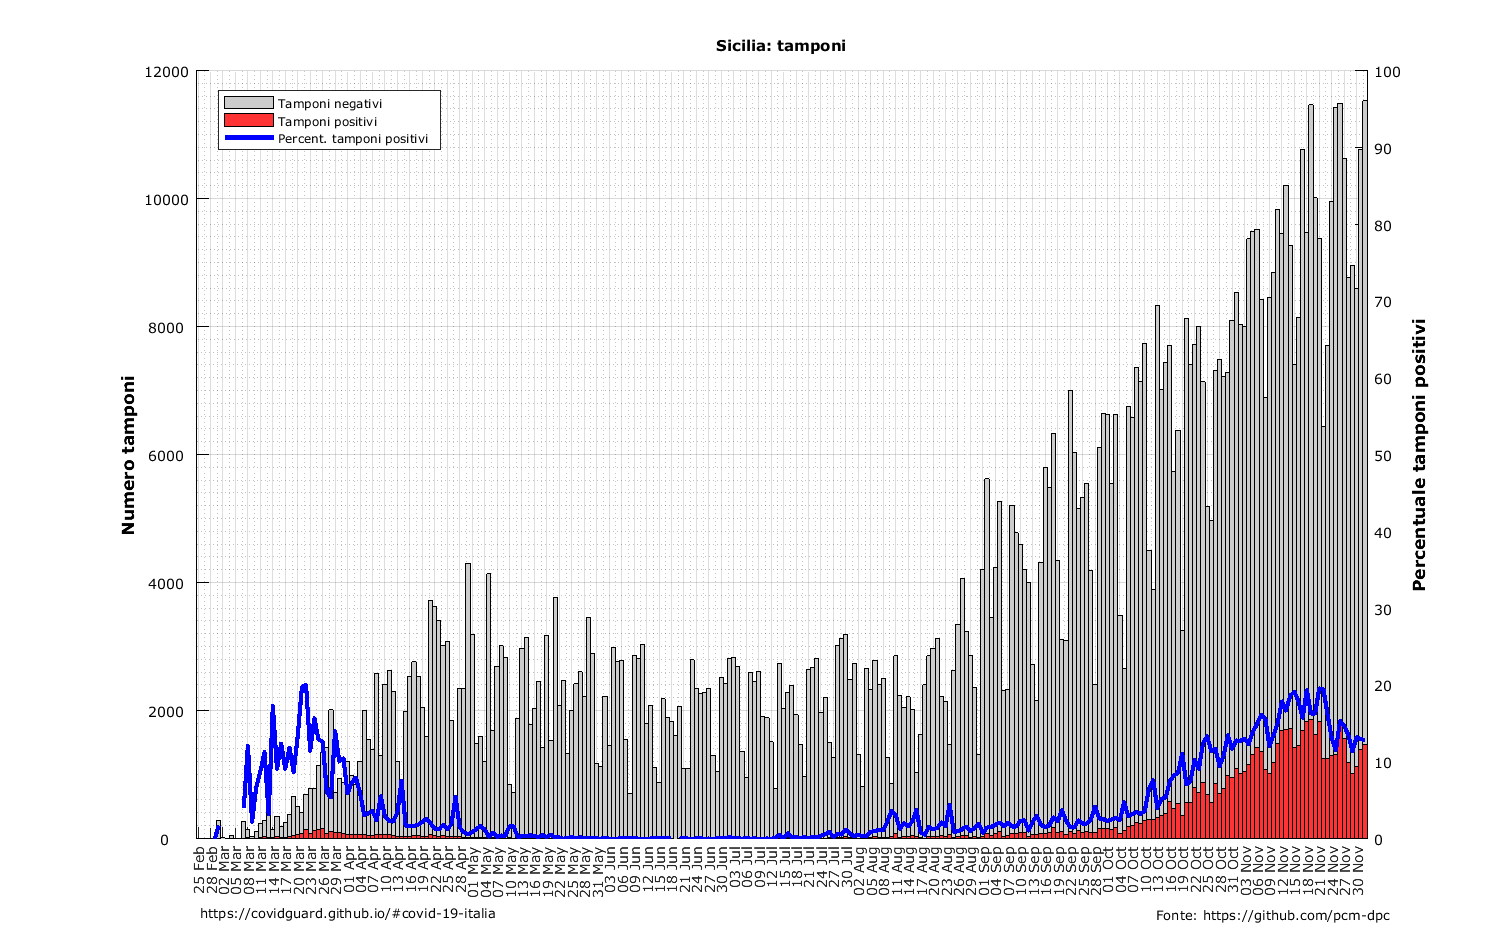 Sicilia: tamponi
12000
10000
8000
6000
4000
2000
0
Numero tamponi
Tamponi negativi
Tamponi positivi
Percent. tamponi positivi
100
90
80
70
60
50
40
30
20
10
0
Percentuale tamponi positivi
25 Feb
28 Feb
02 Mar
05 Mar
08 Mar
11 Mar
14 Mar
17 Mar
20 Mar
23 Mar
26 Mar
29 Mar
01 Apr
04 Apr
07 Apr
10 Apr
13 Apr
16 Apr
19 Apr
22 Apr
25 Apr
28 Apr
01 May
04 May
07 May
10 May
13 May
16 May
19 May
22 May
25 May
28 May
31 May
03 Jun
06 Jun
09 Jun
12 Jun
15 Jun
18 Jun
21 Jun
24 Jun
27 Jun
30 Jun
03 Jul
06 Jul
09 Jul
12 Jul
15 Jul
18 Jul
21 Jul
24 Jul
27 Jul
30 Jul
02 Aug
05 Aug
08 Aug
11 Aug
14 Aug
17 Aug
20 Aug
23 Aug
26 Aug
29 Aug
01 Sep
04 Sep
07 Sep
10 Sep
13 Sep
16 Sep
19 Sep
22 Sep
25 Sep
28 Sep
01 Oct
04 Oct
07 Oct
10 Oct
13 Oct
16 Oct
19 Oct
22 Oct
25 Oct
28 Oct
31 Oct
03 Nov
06 Nov
09 Nov
12 Nov
15 Nov
18 Nov
21 Nov
24 Nov
27 Nov
30 Nov
https://covidguard.github.io/#covid-19-italia
Fonte: https://github.com/pcm-dpc